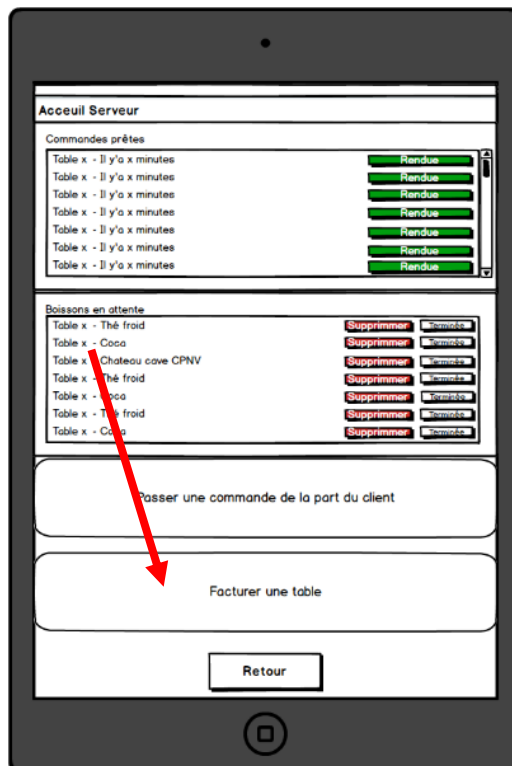 Acceuil Serveur
Commandes prêtes
Table x - Il y'a x minutes Rendue
Table x - Il y'a x minutes Rendue
Table x - Il y'a x minutes Rendue
Table x - Il y'a x minutes Rendue
Table x - Il y'a x minutes Rendue
Table x - Il y'a x minutes Rendue
Table x - Il y'a x minutes Rendue
Boissons en attente
Table x - Thé froid Supprimer Terminée
Table x - Coca Supprimer Terminée
Table x - Chateau cave CPNV Supprimer Terminée
Table x - Thé froid Supprimer Terminée
Table x - Coca Supprimer Terminée
Table x - Thé froid Supprimer Terminée
Table x - Coca Supprimer Terminée
Passer une commande de la part du client
Facturer une table
Retour